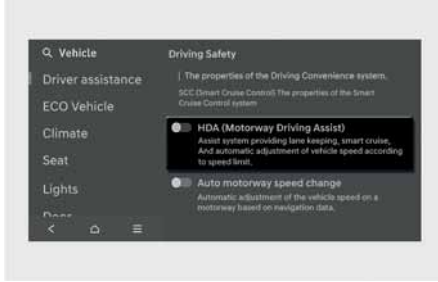 Vehicle
Driver assistance
ECO Vehicle
Climate
Seat
Lights
Door
Driving Safety
The properties of the Driving Convenience system.
SCC (Smart Cruise Control) The properties of the Smart
Cruise Control system
HDA (Motorway Driving Assist)
Assist system providing lane keeping, smart cruise,
And automatic adjustment of vehicle speed according
to speed limit.
Auto motorway speed change
Automatic adjustment of the vehicle speed on a
motorway based on navigation data.